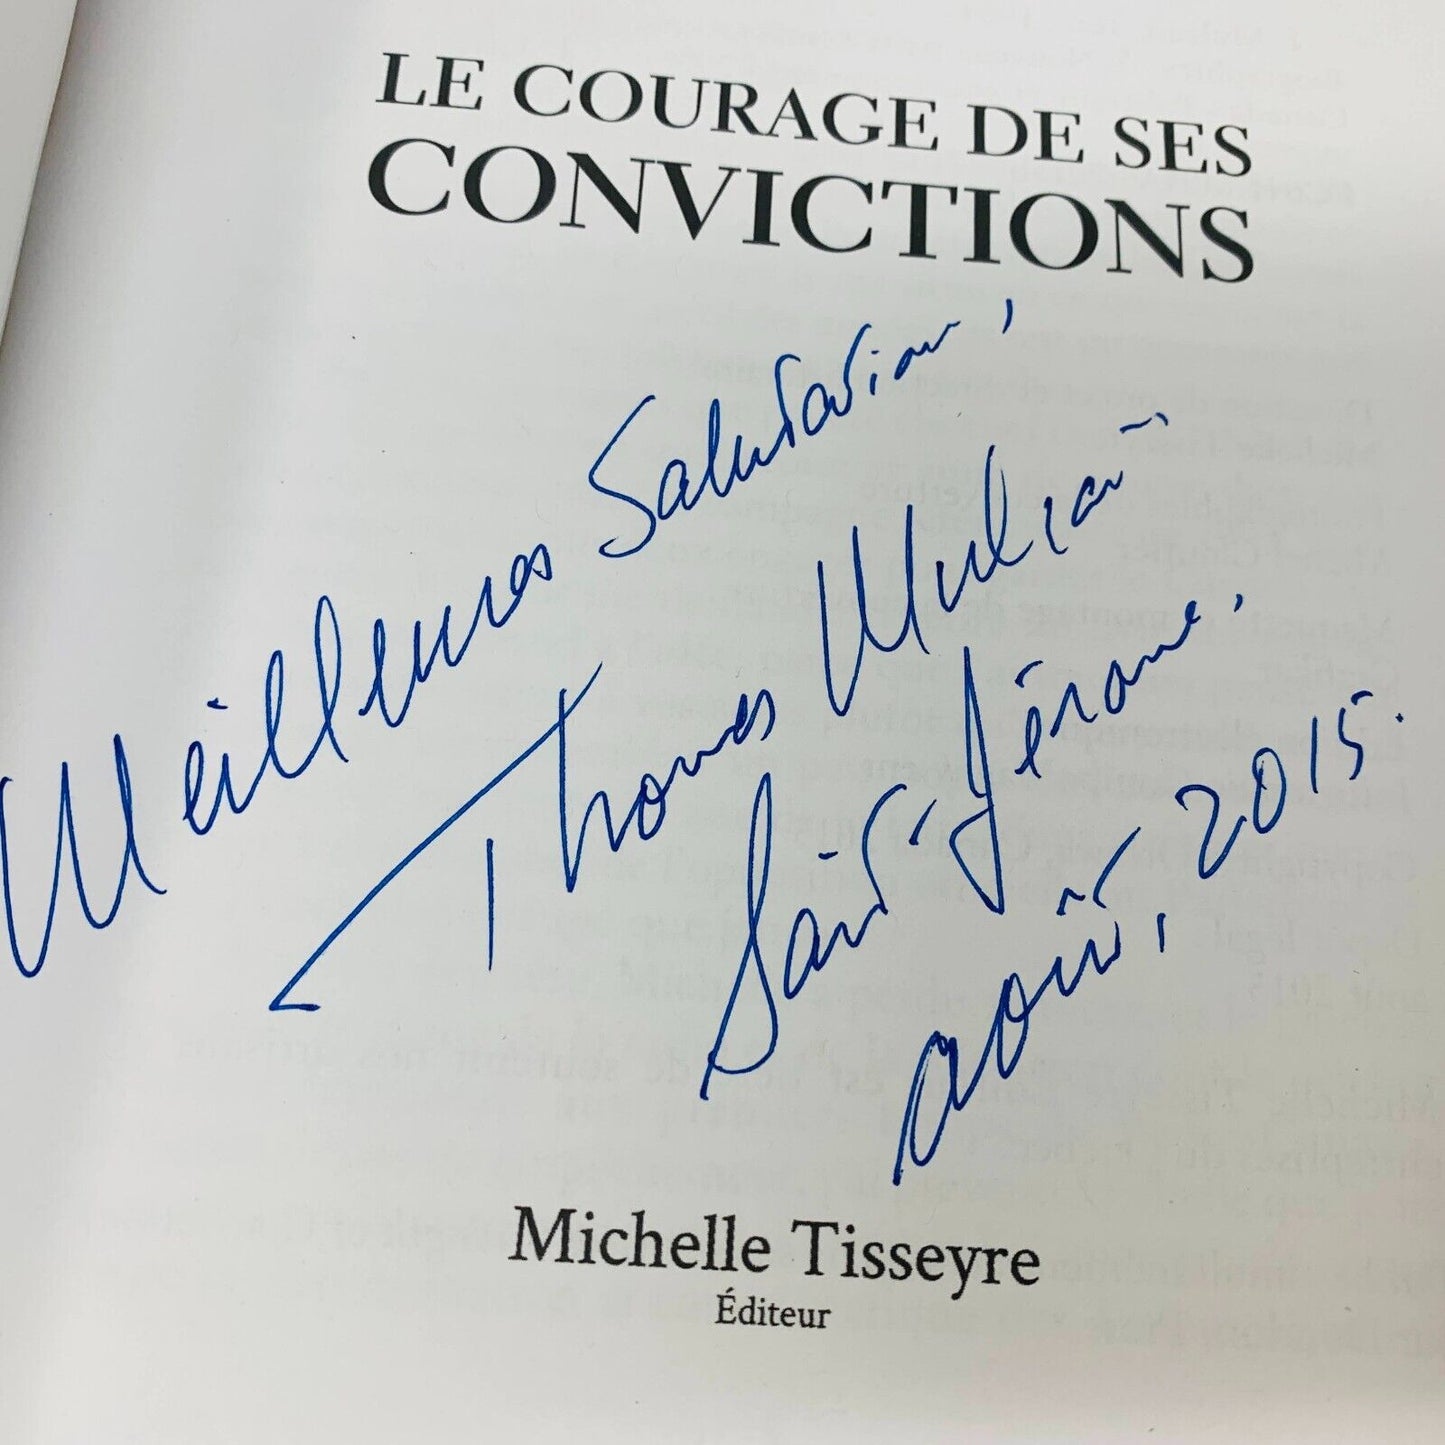 LE COURAGE DE SES
CONVICTIONS
Meilleures Salutations,
Thomas Mulcair
Saint-Jérôme,
août, 2015.
Michelle Tisseyre
Éditeur